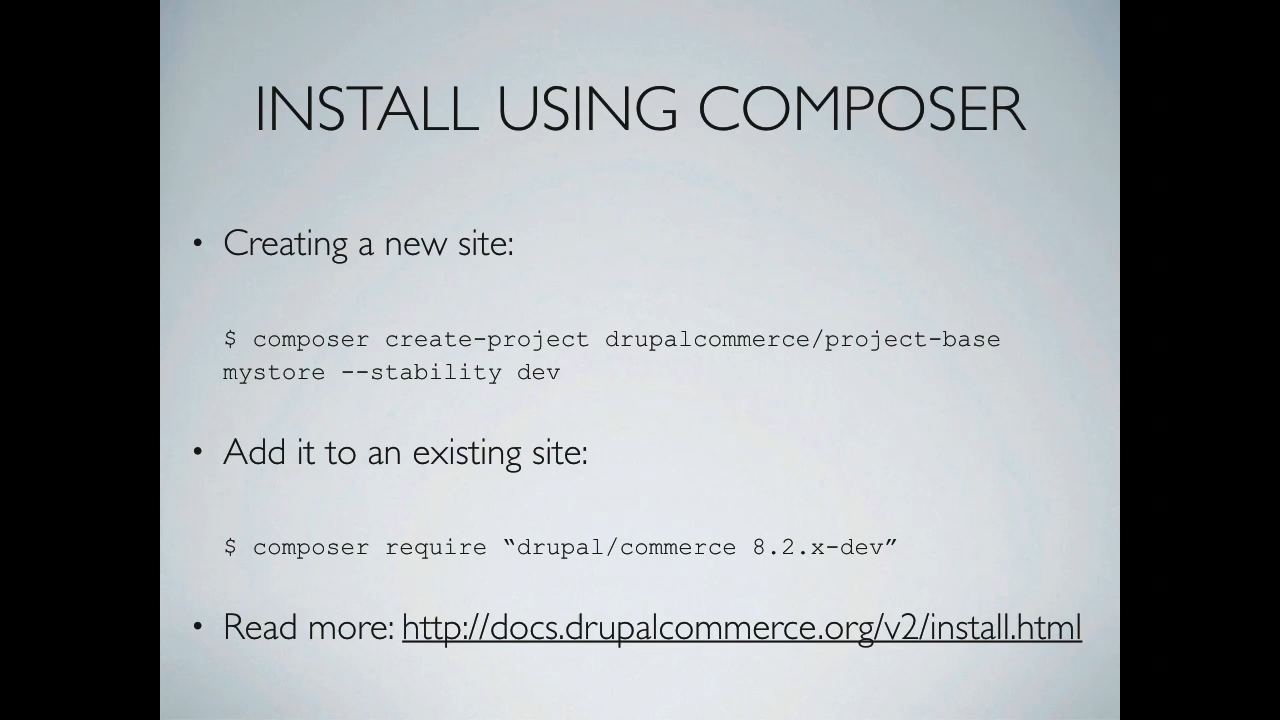 INSTALL USING COMPOSER
• Creating a new site:
$ composer create-project drupalcommerce/project-base
mystore --stability dev
• Add it to an existing site:
$ composer require “drupal/commerce 8.2.x-dev”
• Read more: http://docs.drupalcommerce.org/v2/install.html